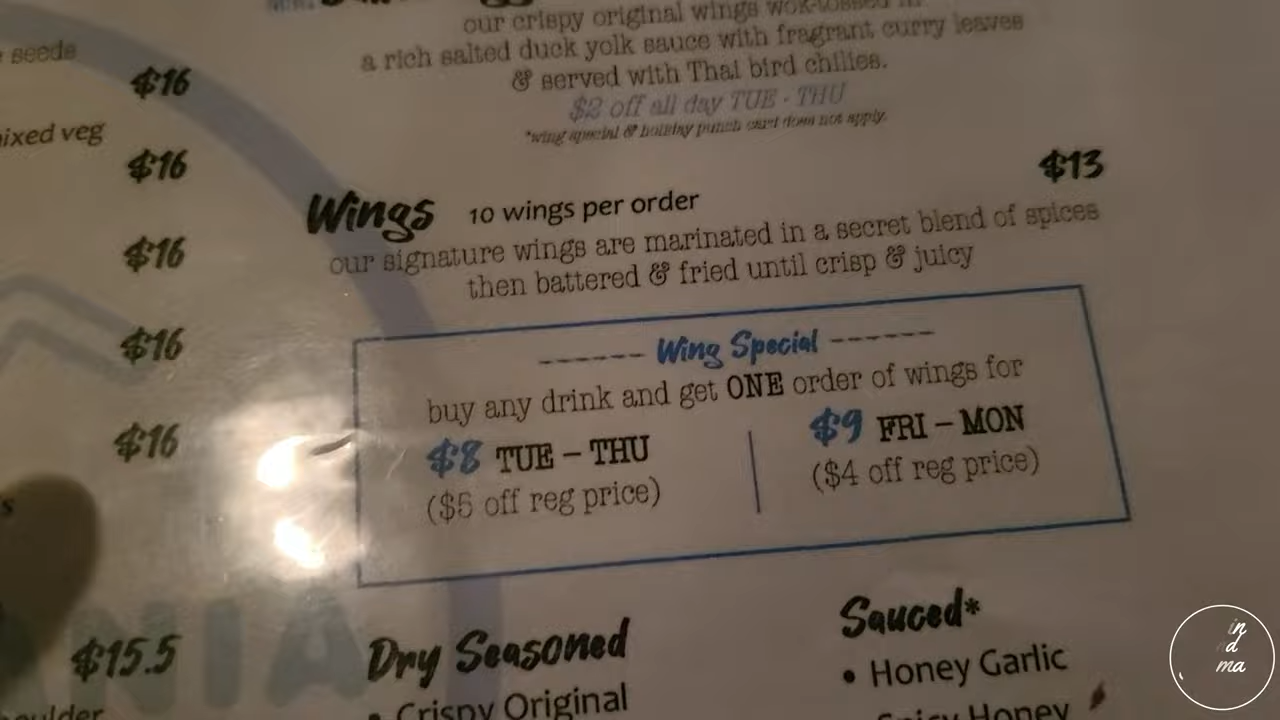 seeds
$16
mixed veg
$16
$16
$16
$16
$15.5
our crispy original wings wok-tossed in
a rich salted duck yolk sauce with fragrant curry leaves
& served with Thai bird chilies.
$2 off all day TUE - THU
*wing special & holiday punch card does not apply.
Wings 10 wings per order $13
our signature wings are marinated in a secret blend of spices
then battered & fried until crisp & juicy
------ Wing Special ------
buy any drink and get ONE order of wings for
$8 TUE – THU
($5 off reg price)
$9 FRI – MON
($4 off reg price)
Dry Seasoned
• Crispy Original
Sauced*
• Honey Garlic
Spicy Honey
in
d
ma